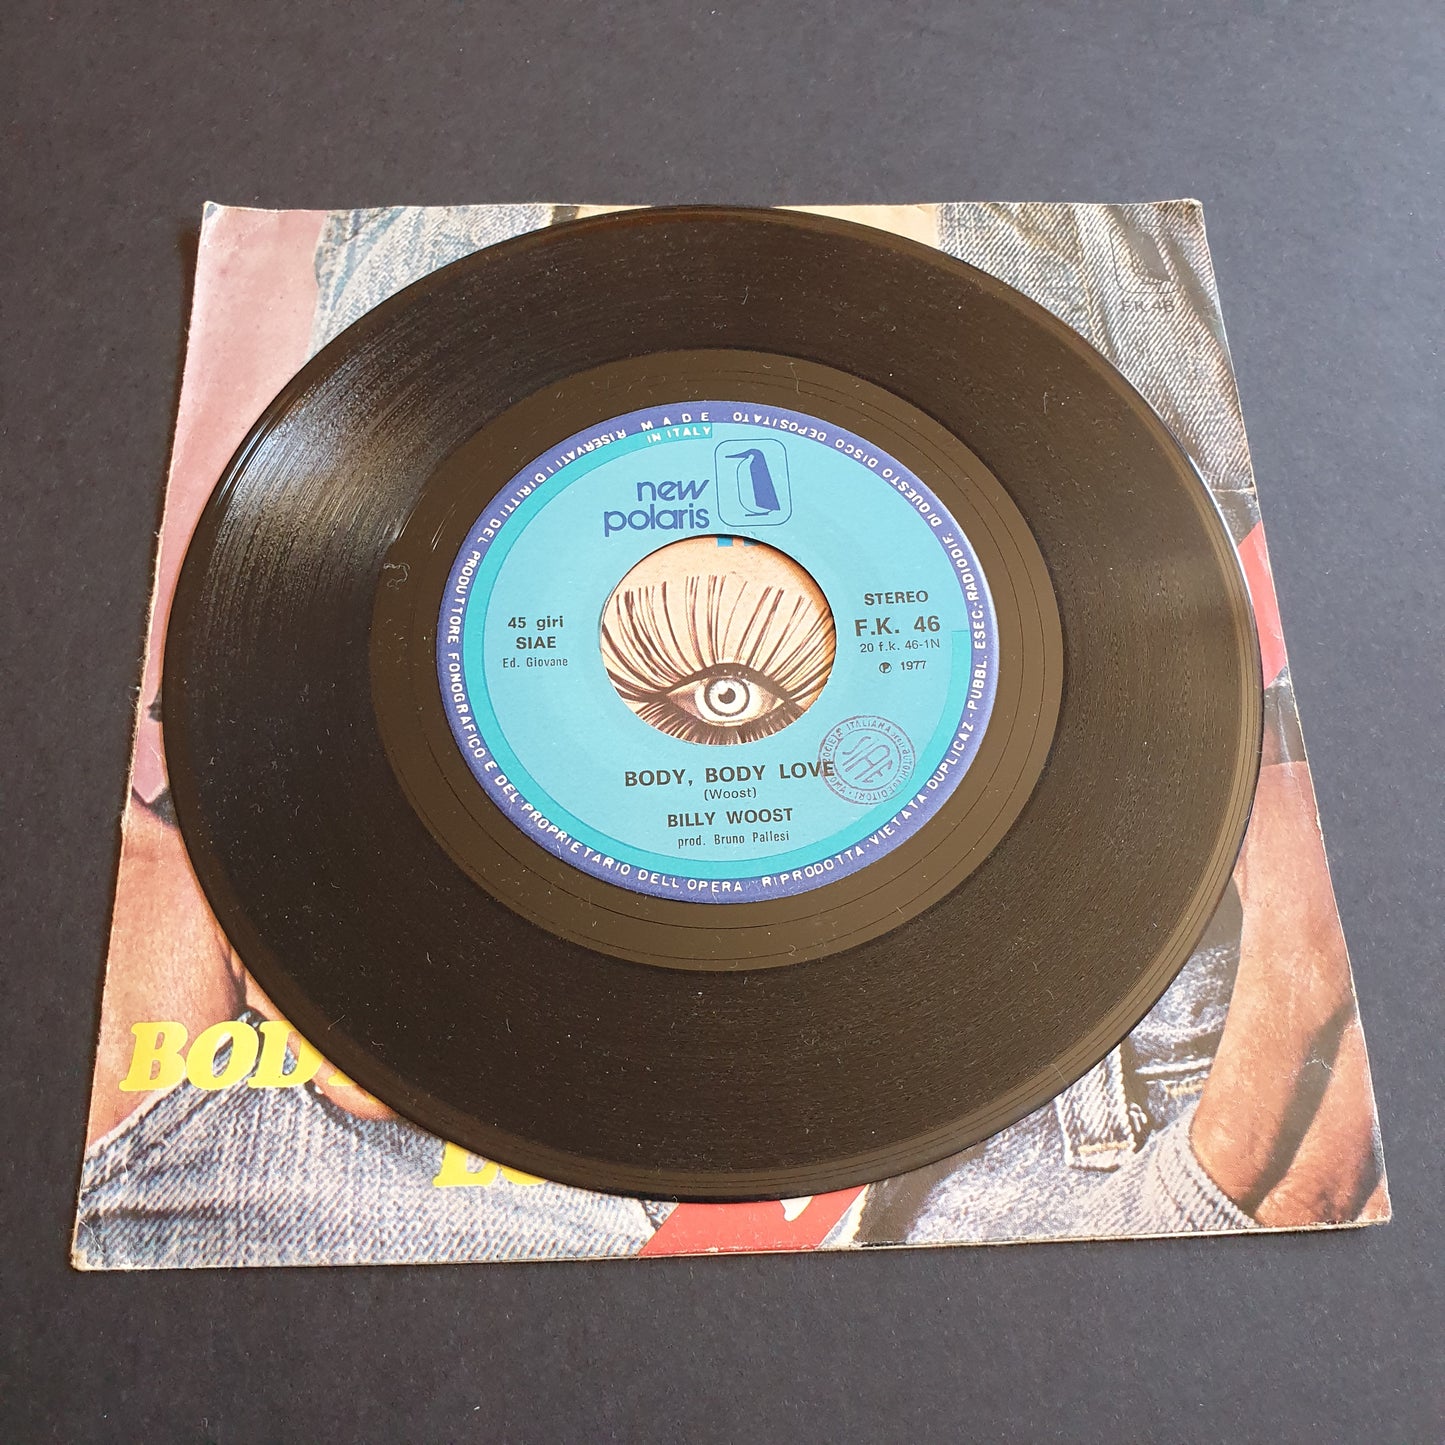 MADE
IN ITALY
new
polaris
45 giri
SIAE
Ed. Giovane
STEREO
F.K. 46
20 f.k. 46-1N
Ⓟ 1977
BODY, BODY LOVE
(Woost)
BILLY WOOST
prod. Bruno Pallesi
RISERVATI I DIRITTI DEL PRODUTTORE FONOGRAFICO E DEL PROPRIETARIO DELL'OPERA RIPRODOTTA - VIETATA DUPLICAZ - PUBBL. ESEC. RADIODIF. DI QUESTO DISCO DEPOSITATO
SIAE
BODY